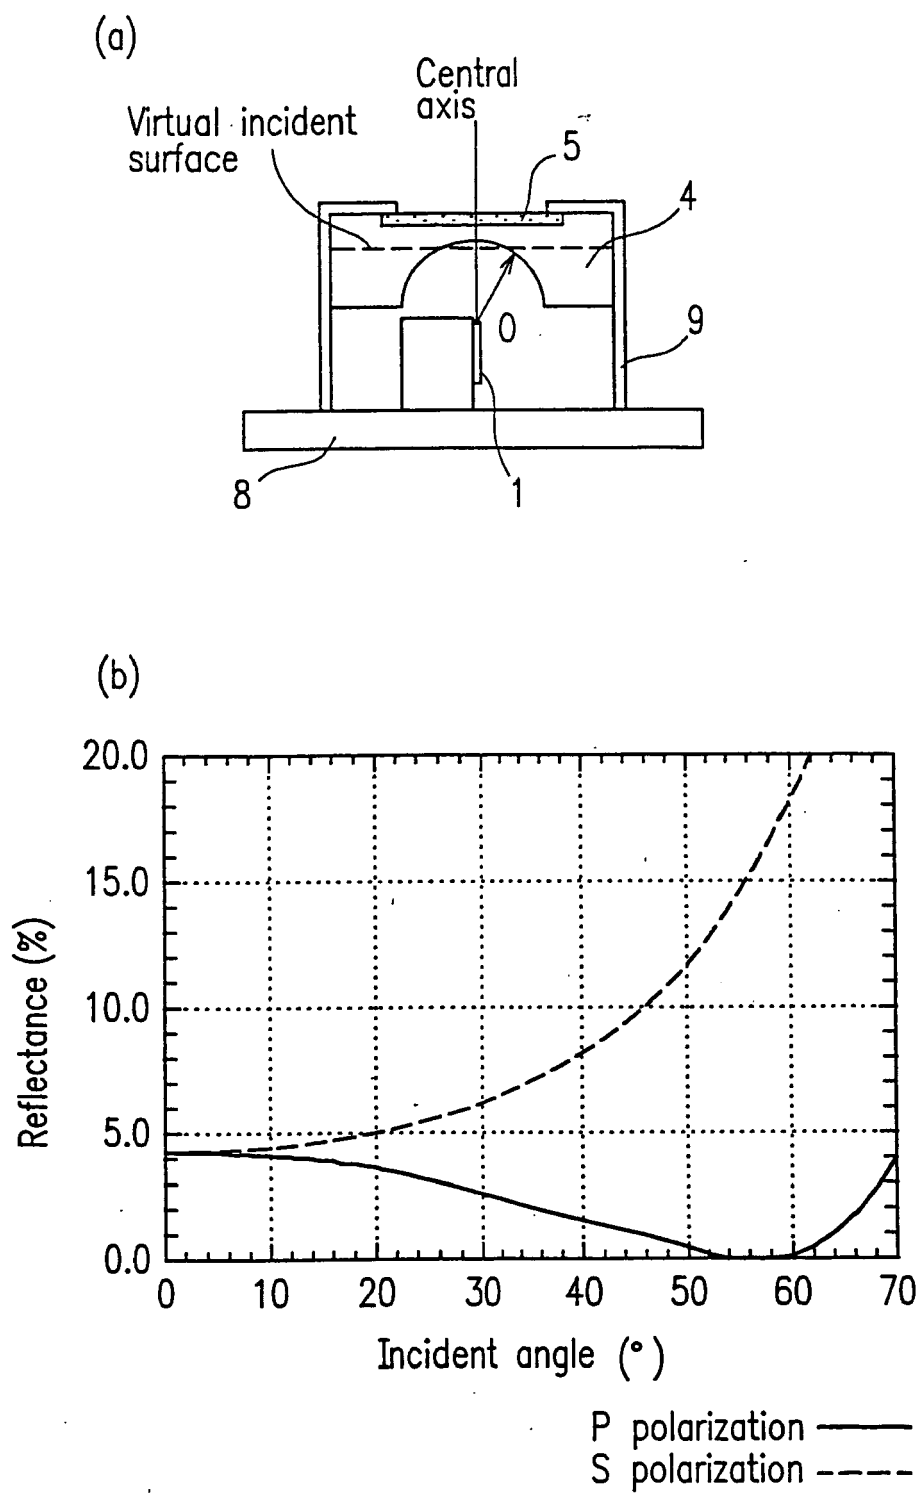 (a)
Central
axis
Virtual incident
surface
5
4
O
9
8
1
(b)
20.0
15.0
10.0
5.0
0.0
Reflectance (%)
0 10 20 30 40 50 60 70
Incident angle (°)
P polarization
S polarization